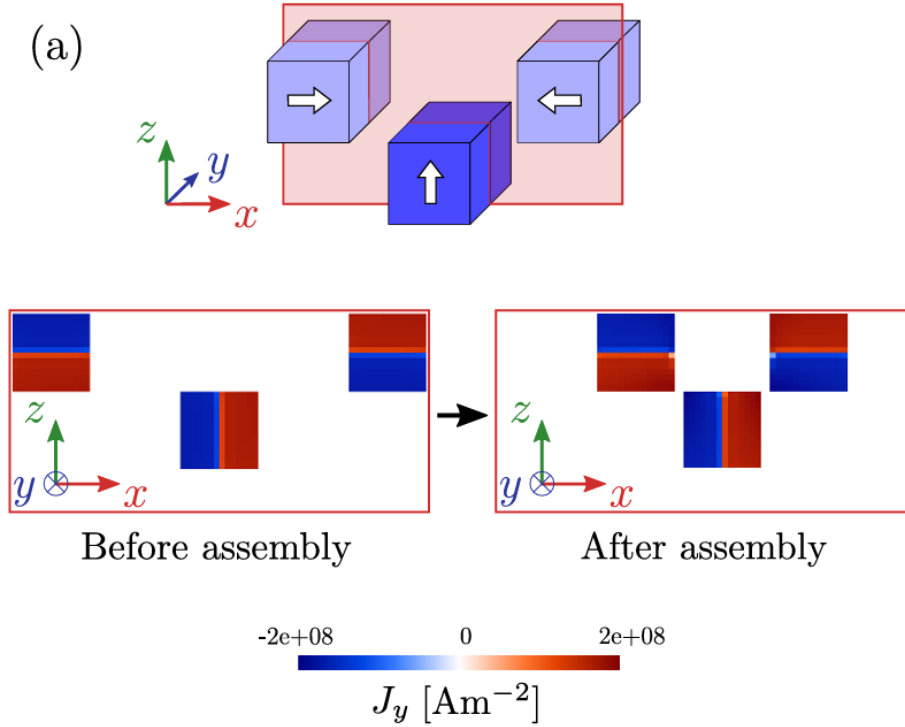 (a)
z
y
x
z
y
x
z
y
x
Before assembly
After assembly
-2e+08 0 2e+08
J_y [Am⁻²]